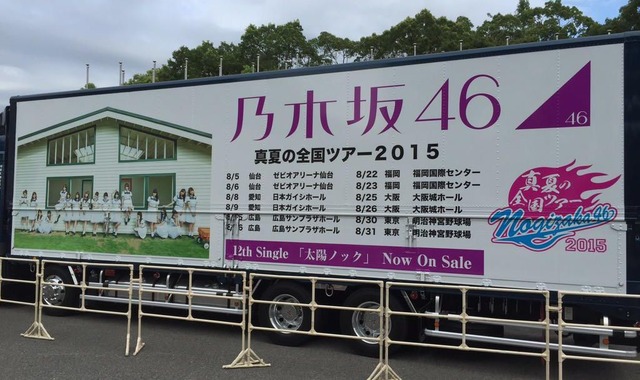 乃木坂46
46
真夏の全国ツアー2015
8/5 仙台 ゼビオアリーナ仙台
8/6 仙台 ゼビオアリーナ仙台
8/8 愛知 日本ガイシホール
8/9 愛知 日本ガイシホール
広島 広島サンプラザホール
広島 広島サンプラザホール
8/22 福岡 福岡国際センター
8/23 福岡 福岡国際センター
8/25 大阪 大阪城ホール
8/26 大阪 大阪城ホール
8/30 東京 明治神宮野球場
8/31 東京 明治神宮野球場
12th Single 「太陽ノック」 Now On Sale
真夏の
全国ツアー
Nogizaka46
2015